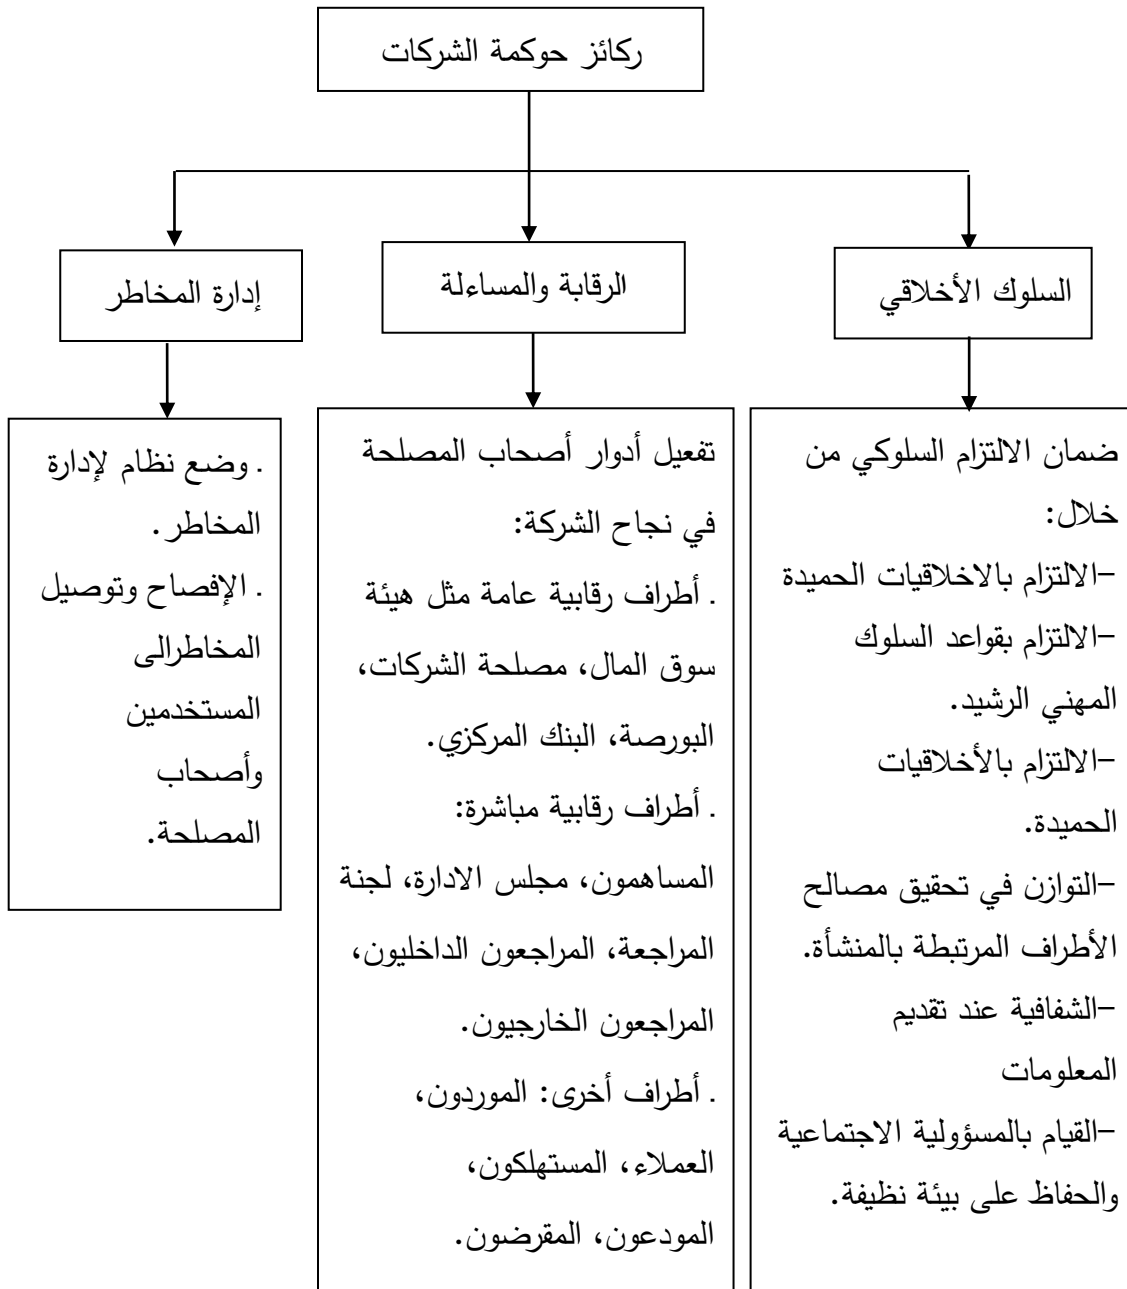 ركائز حوكمة الشركات
السلوك الأخلاقي
الرقابة والمساءلة
إدارة المخاطر
ضمان الالتزام السلوكي من
خلال:
-الالتزام بالاخلاقيات الحميدة
-الالتزام بقواعد السلوك
المهني الرشيد.
-الالتزام بالأخلاقيات
الحميدة.
-التوازن في تحقيق مصالح
الأطراف المرتبطة بالمنشأة.
-الشفافية عند تقديم
المعلومات
-القيام بالمسؤولية الاجتماعية
والحفاظ على بيئة نظيفة.
تفعيل أدوار أصحاب المصلحة
في نجاح الشركة:
. أطراف رقابية عامة مثل هيئة
سوق المال، مصلحة الشركات،
البورصة، البنك المركزي.
. أطراف رقابية مباشرة:
المساهمون، مجلس الادارة، لجنة
المراجعة، المراجعون الداخليون،
المراجعون الخارجيون.
. أطراف أخرى: الموردون،
العملاء، المستهلكون،
المودعون، المقرضون.
. وضع نظام لإدارة
المخاطر.
. الإفصاح وتوصيل
المخاطرالى
المستخدمين
وأصحاب
المصلحة.